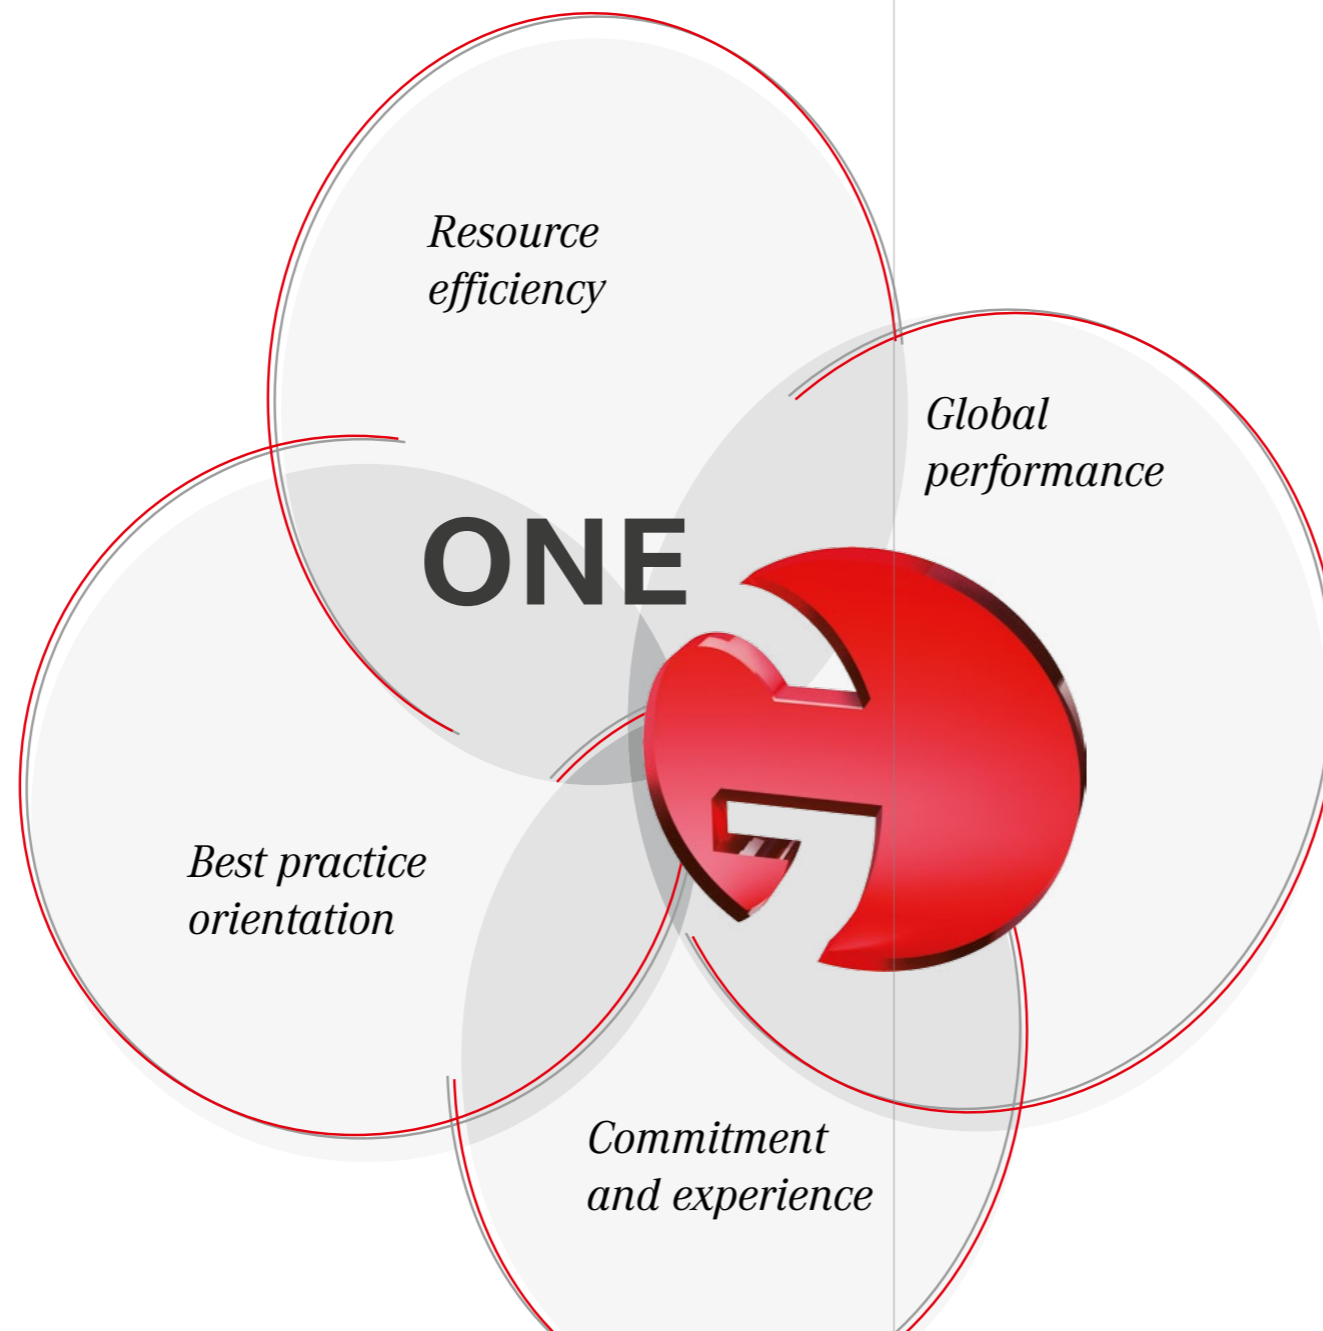 Resource
efficiency
Global
performance
ONE
Best practice
orientation
Commitment
and experience